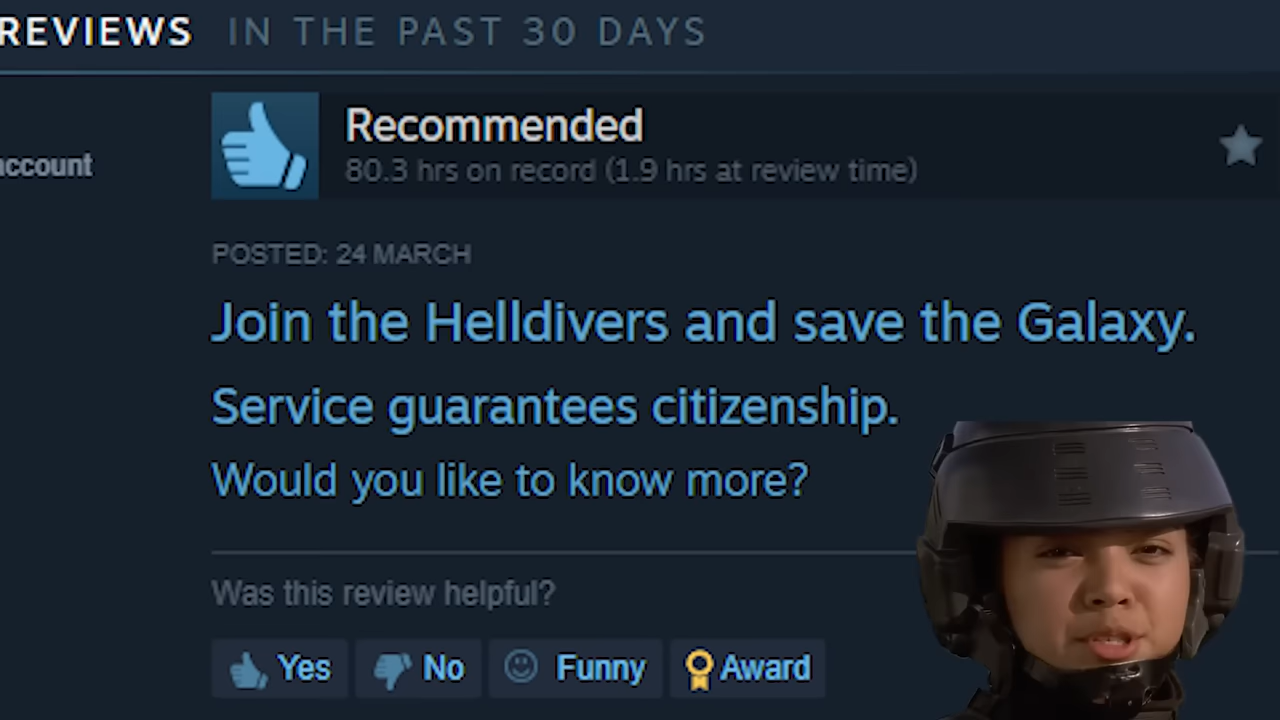 REVIEWS IN THE PAST 30 DAYS
Recommended
account
80.3 hrs on record (1.9 hrs at review time)
POSTED: 24 MARCH
Join the Helldivers and save the Galaxy.
Service guarantees citizenship.
Would you like to know more?
Was this review helpful?
Yes No Funny Award